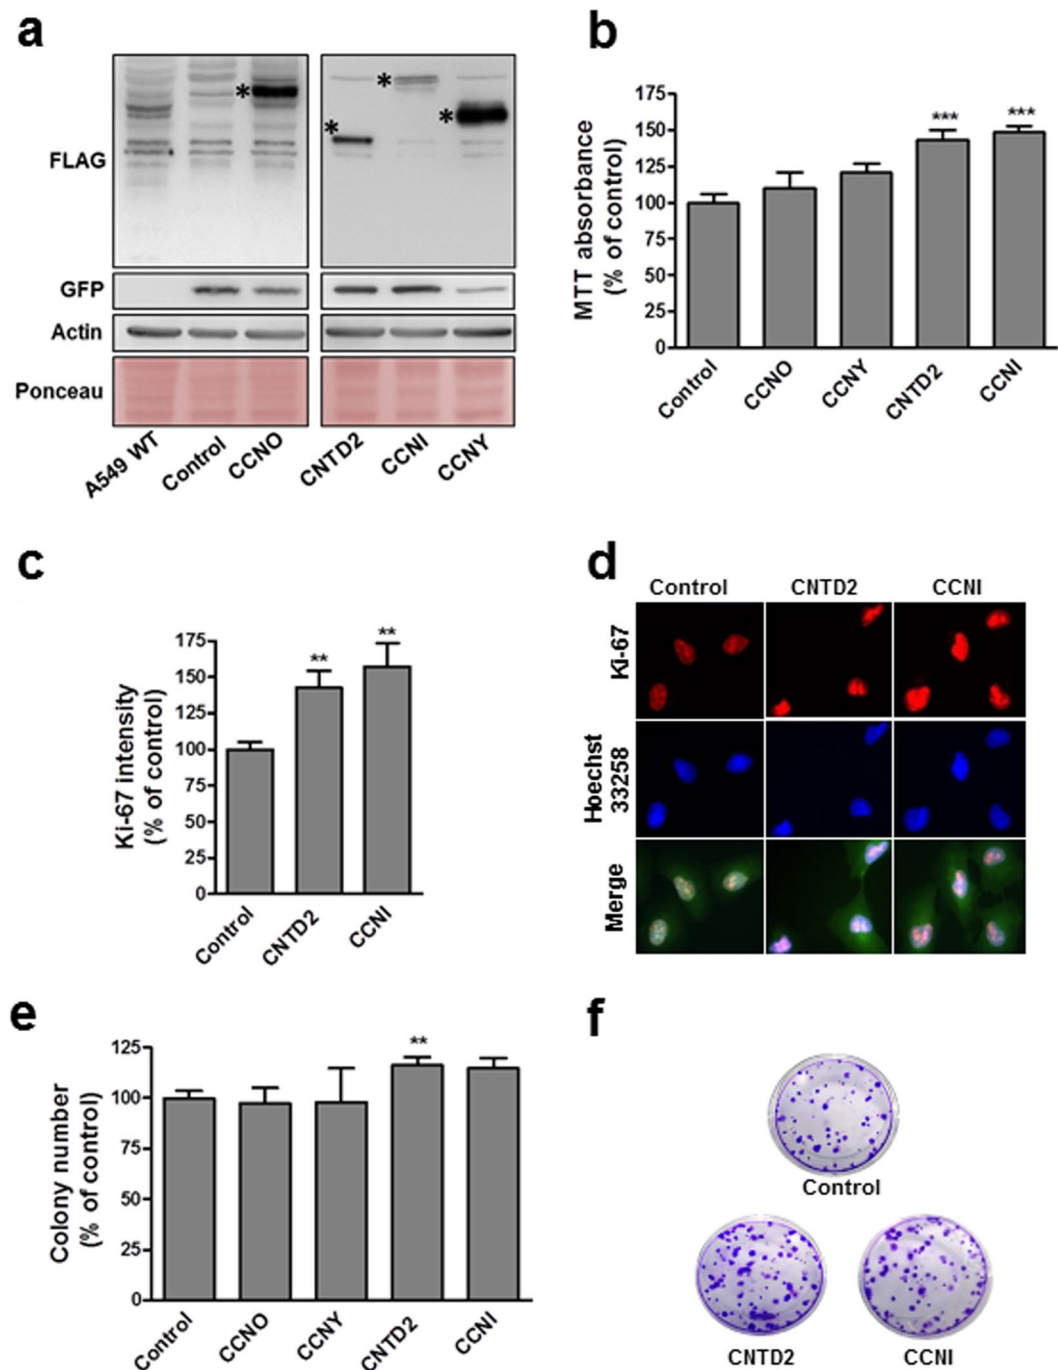 a
FLAG
*
*
*
*
GFP
Actin
Ponceau
A549 WT
Control
CCNO
CNTD2
CCNI
CCNY
b
MTT absorbance
(% of control)
175
150
125
100
75
50
25
0
***
***
Control
CCNO
CCNY
CNTD2
CCNI
c
Ki-67 intensity
(% of control)
175
150
125
100
75
50
25
0
**
**
Control
CNTD2
CCNI
d
Control CNTD2 CCNI
Ki-67
Hoechst
33258
Merge
e
Colony number
(% of control)
125
100
75
50
25
0
**
Control
CCNO
CCNY
CNTD2
CCNI
f
Control
CNTD2 CCNI